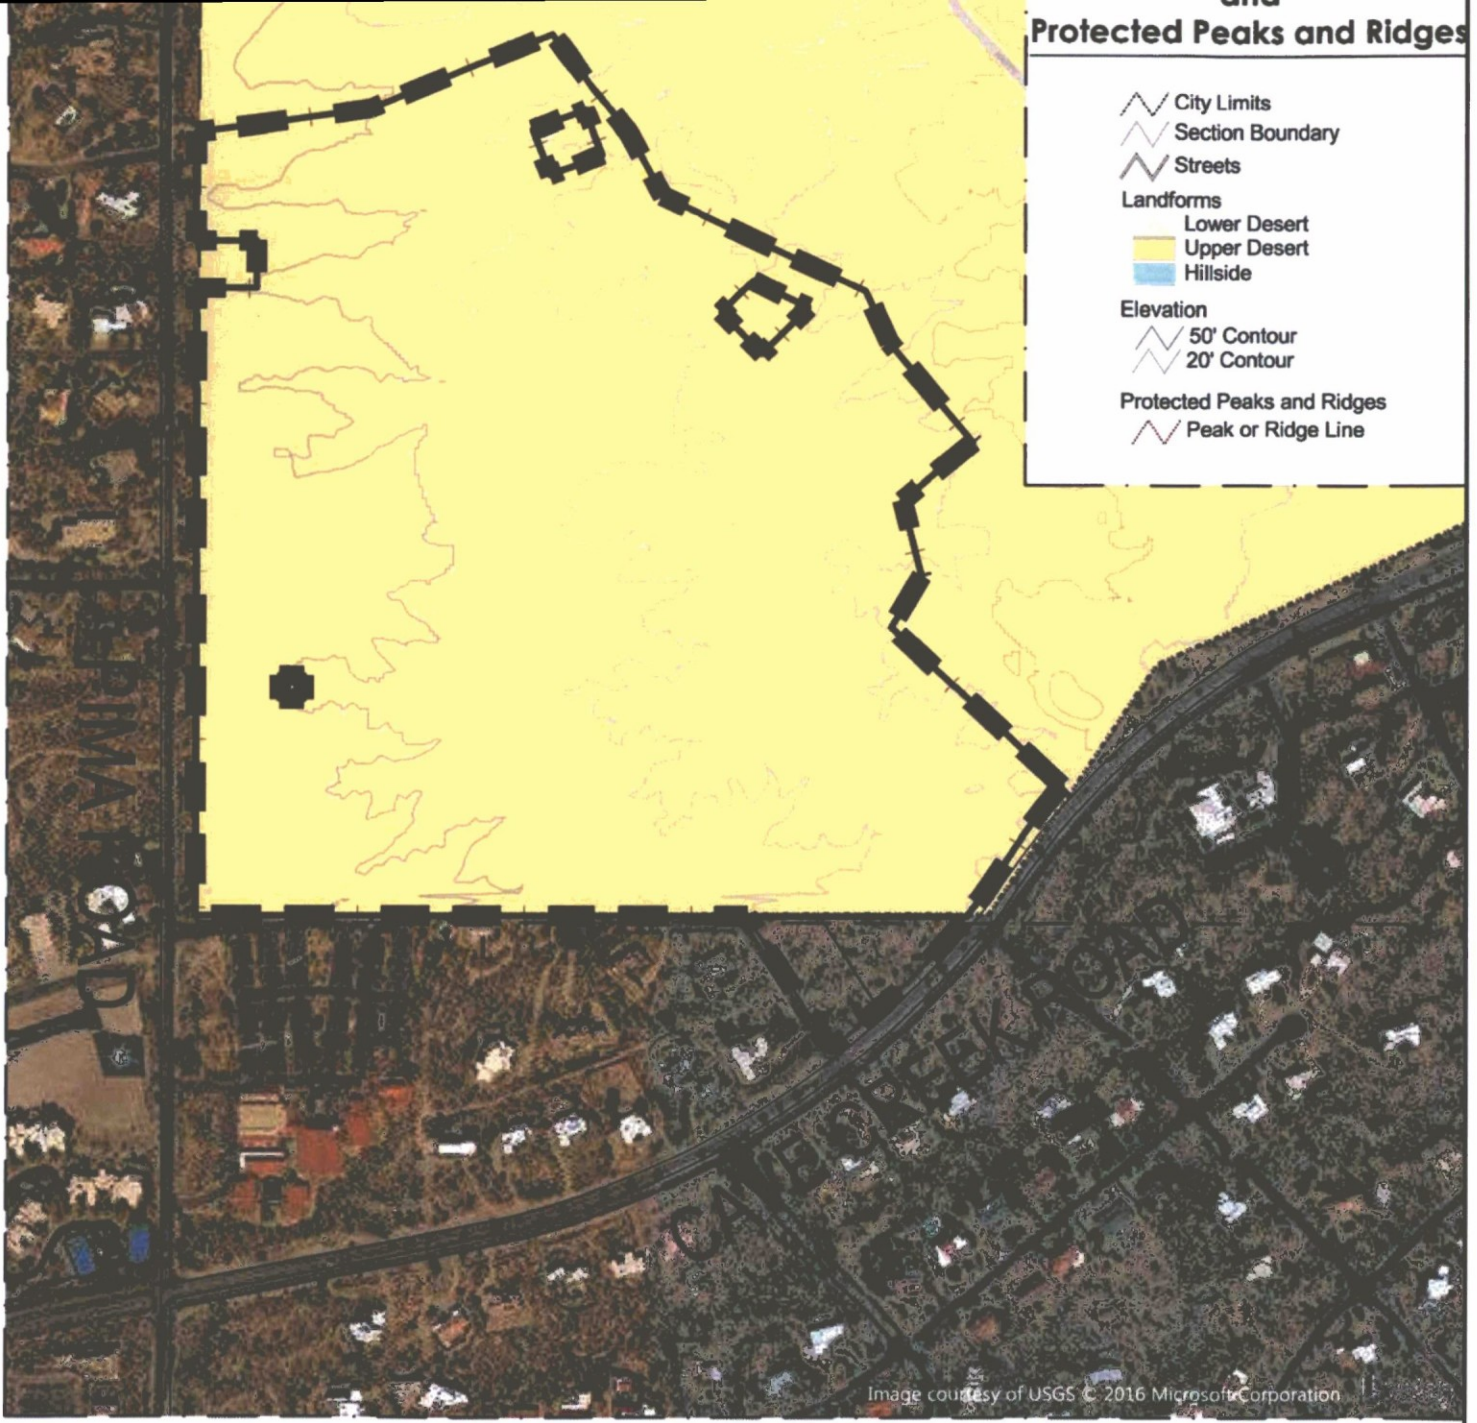 and
Protected Peaks and Ridges
City Limits
Section Boundary
Streets
Landforms
Lower Desert
Upper Desert
Hillside
Elevation
50' Contour
20' Contour
Protected Peaks and Ridges
Peak or Ridge Line
PIMA ROAD
CAVE CREEK ROAD
Image courtesy of USGS © 2016 Microsoft Corporation